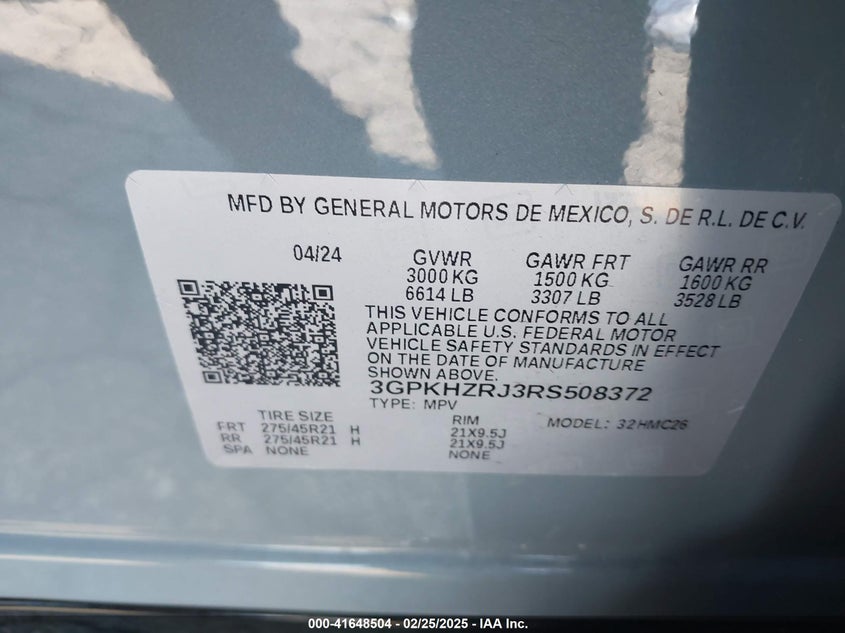 MFD BY GENERAL MOTORS DE MEXICO, S. DE R.L. DE C.V.
04/24 GVWR GAWR FRT GAWR RR
3000 KG 1500 KG 1600 KG
6614 LB 3307 LB 3528 LB
THIS VEHICLE CONFORMS TO ALL
APPLICABLE U.S. FEDERAL MOTOR
VEHICLE SAFETY STANDARDS IN EFFECT
ON THE DATE OF MANUFACTURE
SHOWN ABOVE.
3GPKHZRJ3RS508372
TYPE: MPV
TIRE SIZE RIM MODEL: 32HMC26
FRT 275/45R21 H 21X9.5J
RR 275/45R21 H 21X9.5J
SPA NONE NONE
000-41648504 - 02/25/2025 - IAA Inc.